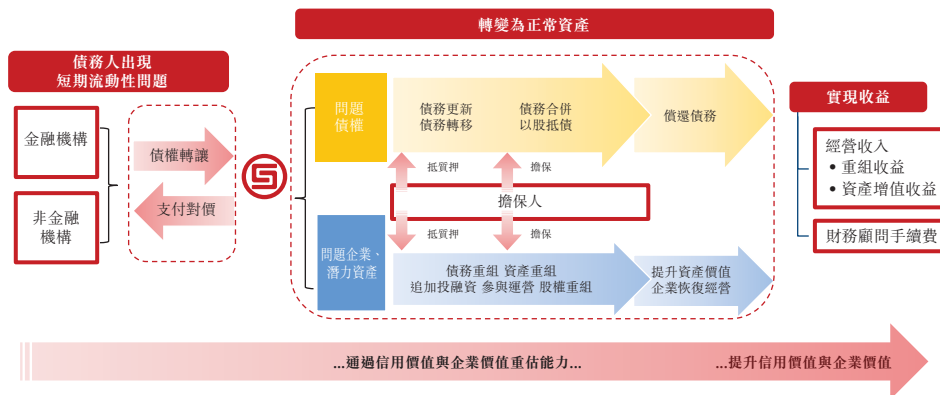 轉變為正常資產
債務人出現
短期流動性問題
金融機構
非金融
機構
債權轉讓
支付對價
問題
債權
債務更新
債務轉移
債務合併
以股抵債
償還債務
抵質押
擔保
擔保人
抵質押
擔保
問題企業、
潛力資產
債務重組 資產重組
追加投融資 參與運營 股權重組
提升資產價值
企業恢復經營
實現收益
經營收入
• 重組收益
• 資產增值收益
財務顧問手續費
...通過信用價值與企業價值重估能力...
...提升信用價值與企業價值